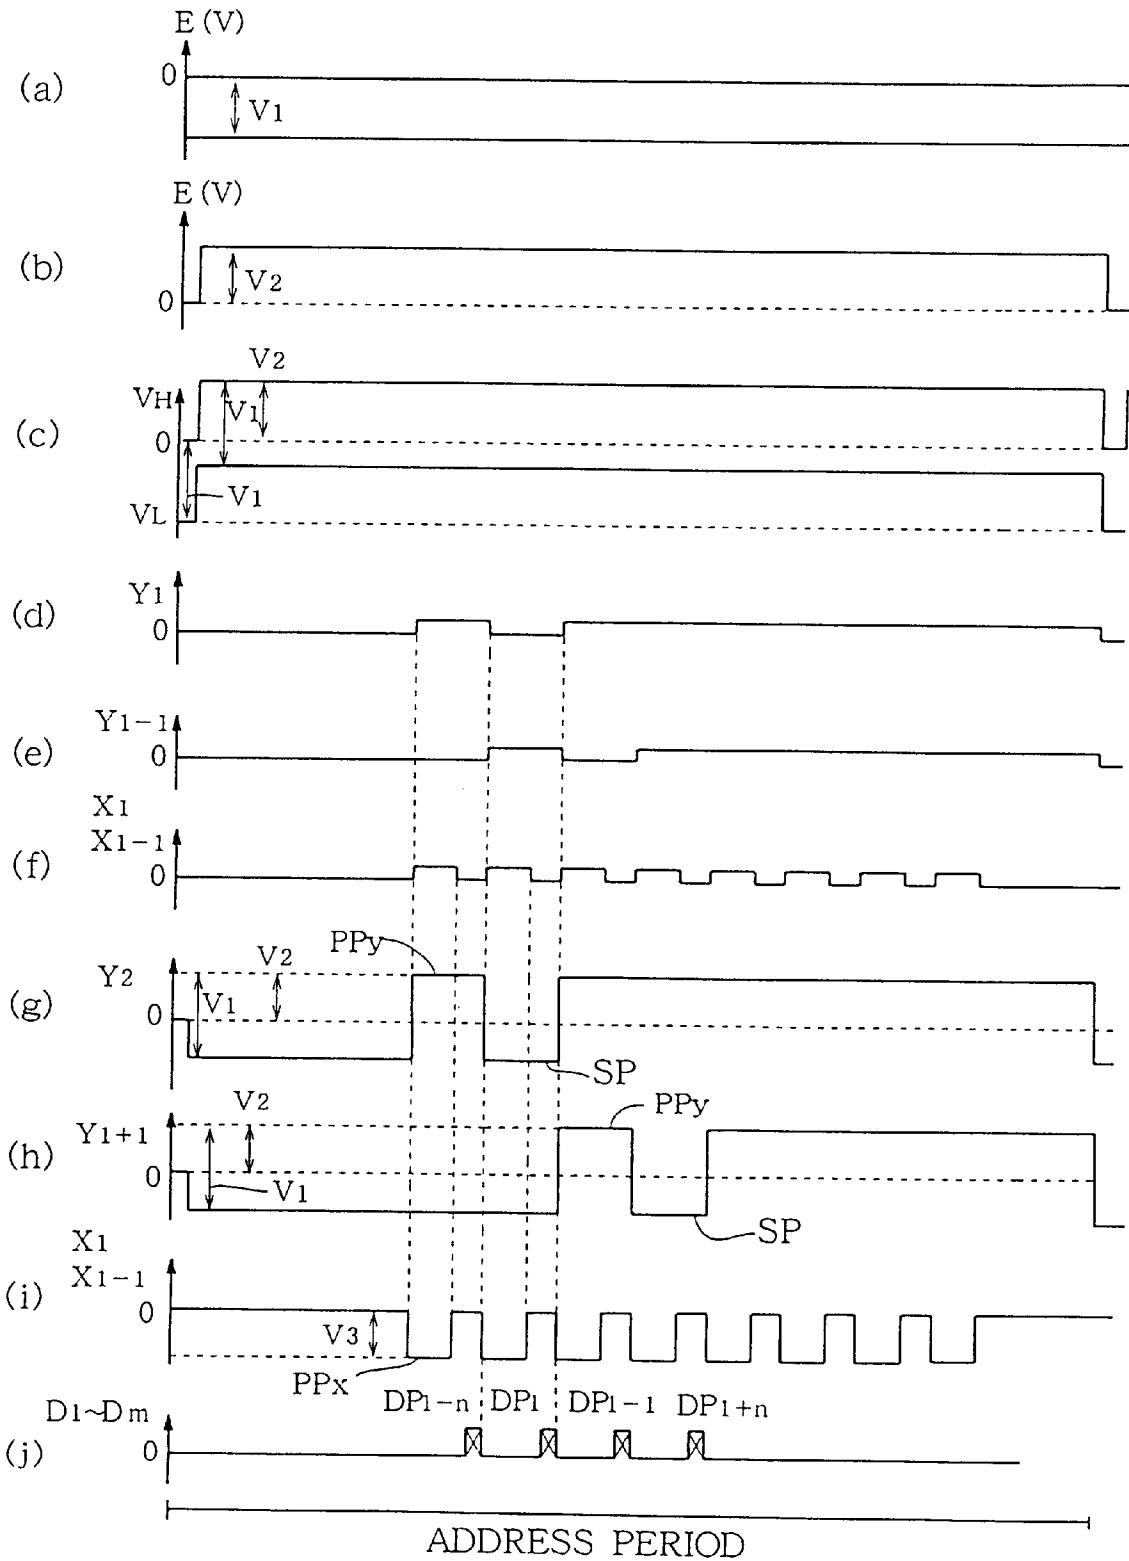 E (V)
(a)
0
V1
E (V)
(b)
V2
0
V2
VH
V1
(c)
0
V1
VL
Y1
(d)
0
Y1-1
(e)
0
X1
X1-1
(f)
0
PPy
Y2
V2
V1
(g)
0
SP
V2
PPy
Y1+1
(h)
0
V1
SP
X1
X1-1
(i)
0
V3
PPx
DP1-n
DP1
DP1-1
DP1+n
D1~Dm
(j)
0
ADDRESS PERIOD